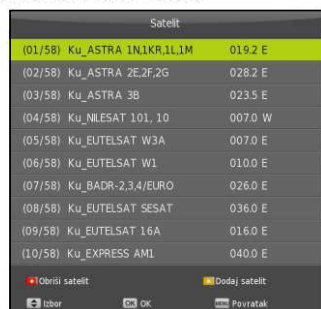 Satelit
(01/58) Ku_ASTRA 1N,1KR,1L,1M 019.2 E
(02/58) Ku_ASTRA 2E,2F,2G 028.2 E
(03/58) Ku_ASTRA 3B 023.5 E
(04/58) Ku_NILESAT 101, 10 007.0 W
(05/58) Ku_EUTELSAT W3A 007.0 E
(06/58) Ku_EUTELSAT W1 010.0 E
(07/58) Ku_BADR-2,3,4/EURO 026.0 E
(08/58) Ku_EUTELSAT SESAT 036.0 E
(09/58) Ku_EUTELSAT 16A 016.0 E
(10/58) Ku_EXPRESS AM1 040.0 E
Obriši satelit Dodaj satelit
Izbor OK OK MENU Povratak